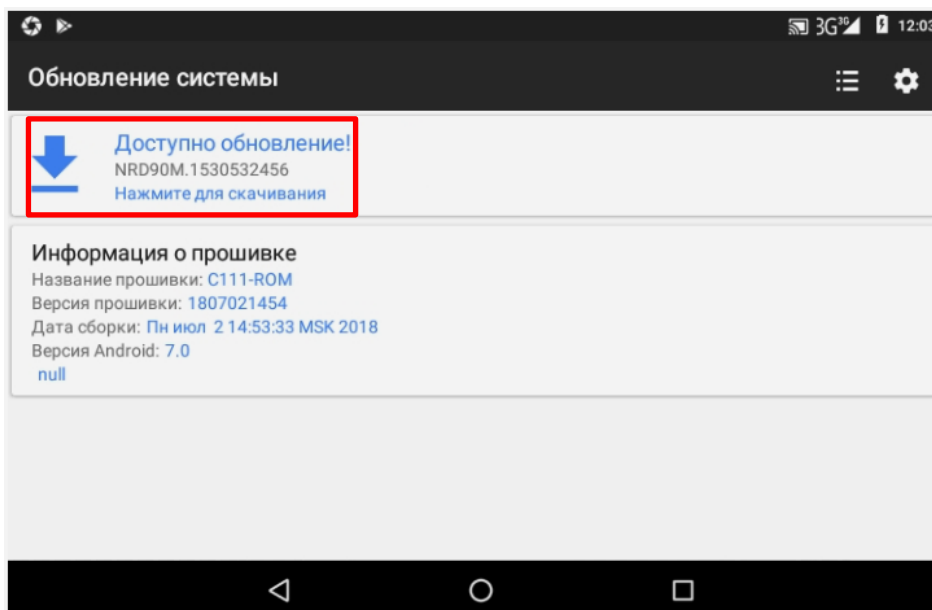 3G 3G 12:03
Обновление системы
Доступно обновление!
NRD90M.1530532456
Нажмите для скачивания
Информация о прошивке
Название прошивки: C111-ROM
Версия прошивки: 1807021454
Дата сборки: Пн июл 2 14:53:33 MSK 2018
Версия Android: 7.0
null